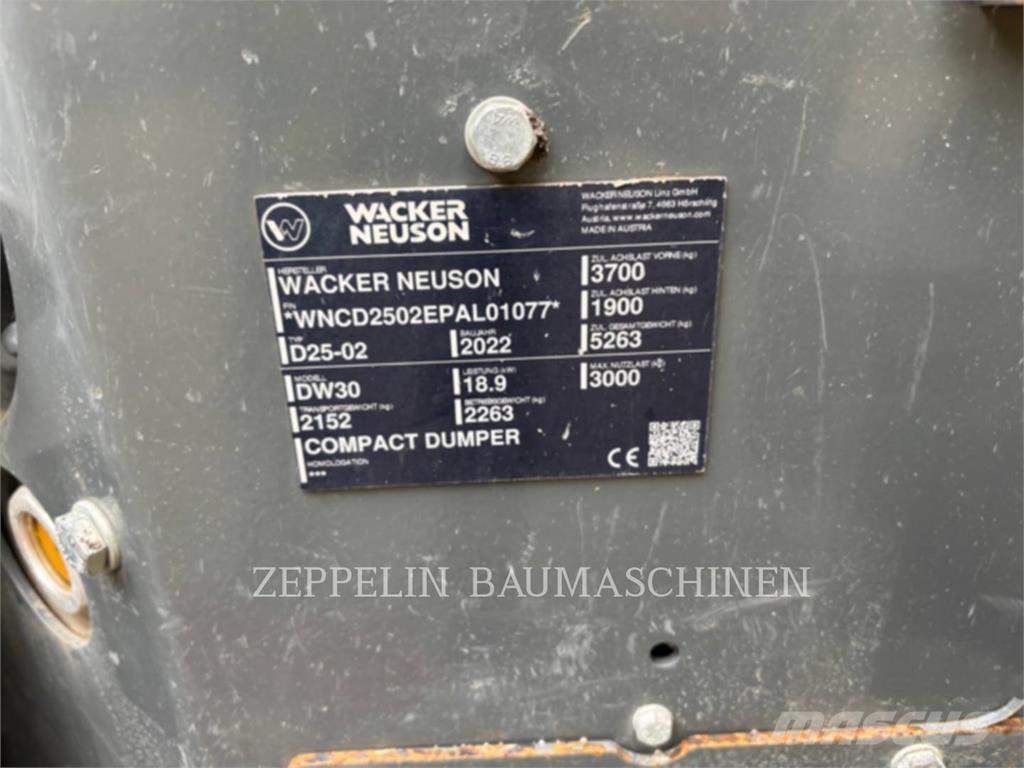 WACKER
NEUSON
WACKER NEUSON Linz GmbH
Flughafenstraße 7, 4063 Hörsching
Austria, www.wackerneuson.com
MADE IN AUSTRIA
HERSTELLER
WACKER NEUSON
PIN
*WNCD2502EPAL01077*
TYP
D25-02
BAUJAHR
2022
MODELL
DW30
LEISTUNG (kW)
18.9
TRANSPORTGEWICHT (kg)
2152
BETRIEBSGEWICHT (kg)
2263
ZUL. ACHSLAST VORNE (kg)
3700
ZUL. ACHSLAST HINTEN (kg)
1900
ZUL. GESAMTGEWICHT (kg)
5263
MAX. NUTZLAST (kg)
3000
COMPACT DUMPER
HOMOLOGATION
***
CE
8.8
ZEPPELIN BAUMASCHINEN
MASCUS